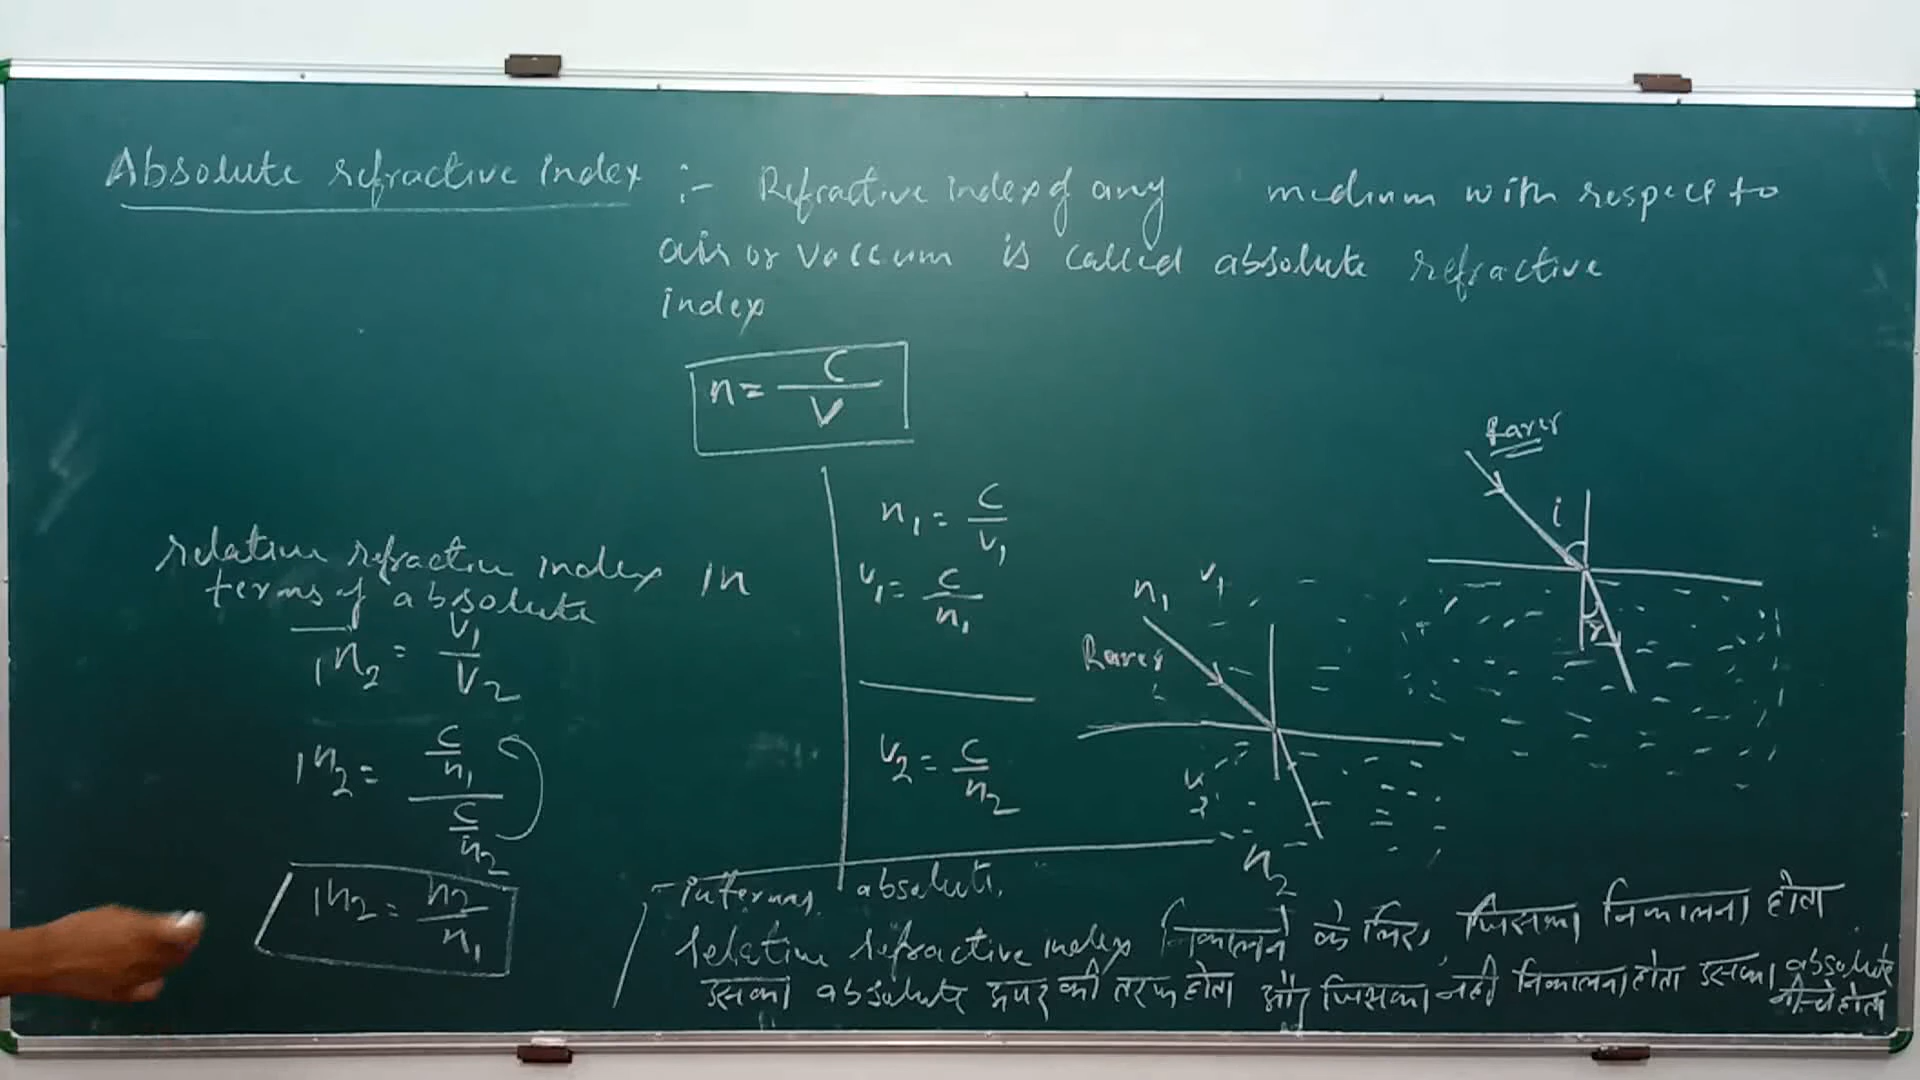 Absolute refractive index :- Refractive index of any medium with respect to
air or vaccum is called absolute refractive
index
n = C/V
relative refractive index in
terms of absolute
₁n₂ = V₁/V₂
₁n₂ = (C/n₁)/(C/n₂)
₁n₂ = n₂/n₁
n₁ = C/V₁
V₁ = C/n₁
V₂ = C/n₂
n₁ V₁
Rarer
V₂
n₂
Rarer
i
r
absolute
relative refractive index निकालने के लिए, जिसका निकालना होता
उसका absolute ऊपर की तरफ होता और जिसका नहीं निकालना होता उसका absolute
नीचे होता